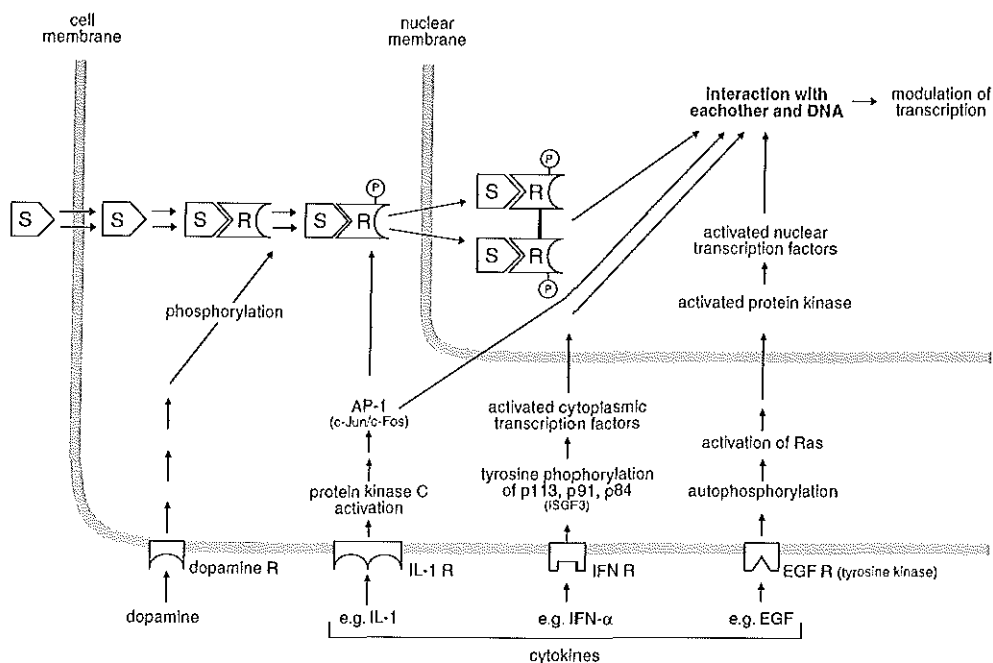 cell
membrane
nuclear
membrane
interaction with
eachother and DNA
modulation of
transcription
P
P
S
S
S R
S R
S R
S R
P
activated nuclear
transcription factors
activated protein kinase
phosphorylation
AP-1
(c-Jun/c-Fos)
activated cytoplasmic
transcription factors
activation of Ras
protein kinase C
activation
tyrosine phophorylation
of p113, p91, p84
(ISGF3)
autophosphorylation
dopamine R
IL-1 R
IFN R
EGF R (tyrosine kinase)
dopamine
e.g. IL-1
e.g. IFN-α
e.g. EGF
cytokines